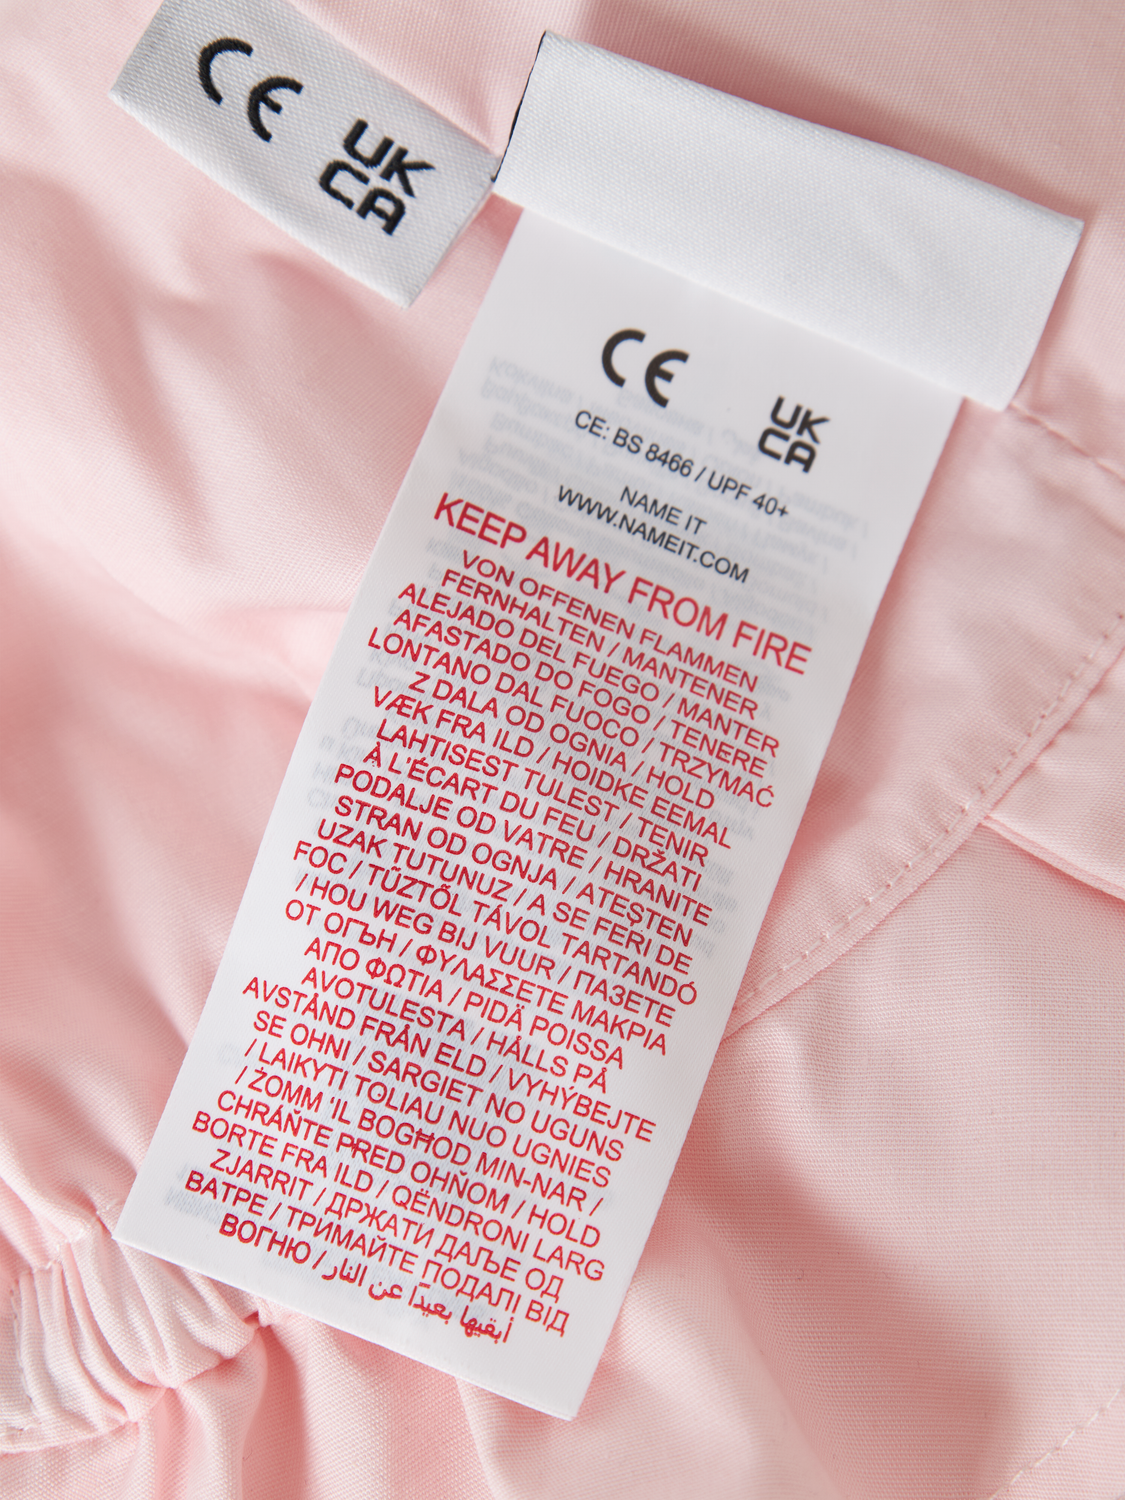 CE
UK
CA
CE
UK
CA
CE: BS 8466 / UPF 40+
NAME IT
WWW.NAMEIT.COM
KEEP AWAY FROM FIRE
VON OFFENEN FLAMMEN
FERNHALTEN / MANTENER
ALEJADO DEL FUEGO / MANTER
AFASTADO DO FOGO / TENERE
LONTANO DAL FUOCO / TRZYMAĆ
Z DALA OD OGNIA / HOLD
VÆK FRA ILD / HOIDKE EEMAL
LAHTISEST TULEST / TENIR
À L'ÉCART DU FEU / DRŽATI
PODALJE OD VATRE / HRANITE
STRAN OD OGNJA / ATEŞTEN
UZAK TUTUNUZ / A SE FERI DE
FOC / TŰZTŐL TÁVOL TARTANDÓ
/ HOU WEG BIJ VUUR / ПАЗЕТЕ
ОТ ОГЪН / ΦΥΛΑΣΣΕΤΕ ΜΑΚΡΙΑ
ΑΠΟ ΦΩΤΙΑ / PIDÄ POISSA
AVOTULESTA / HÅLLS PÅ
AVSTÅND FRÅN ELD / VYHÝBEJTE
SE OHNI / SARGIET NO UGUNS
/ LAIKYTI TOLIAU NUO UGNIES
/ ŻOMM 'IL BOGĦOD MIN-NAR /
CHRÁŇTE PRED OHŇOM / HOLD
BORTE FRA ILD / QËNDRONI LARG
ZJARRIT / ДРЖАТИ ДАЉЕ ОД
ВАТРЕ / ТРИМАЙТЕ ПОДАЛІ ВІД
ВОГНЮ / أبقيها بعيدًا عن النار